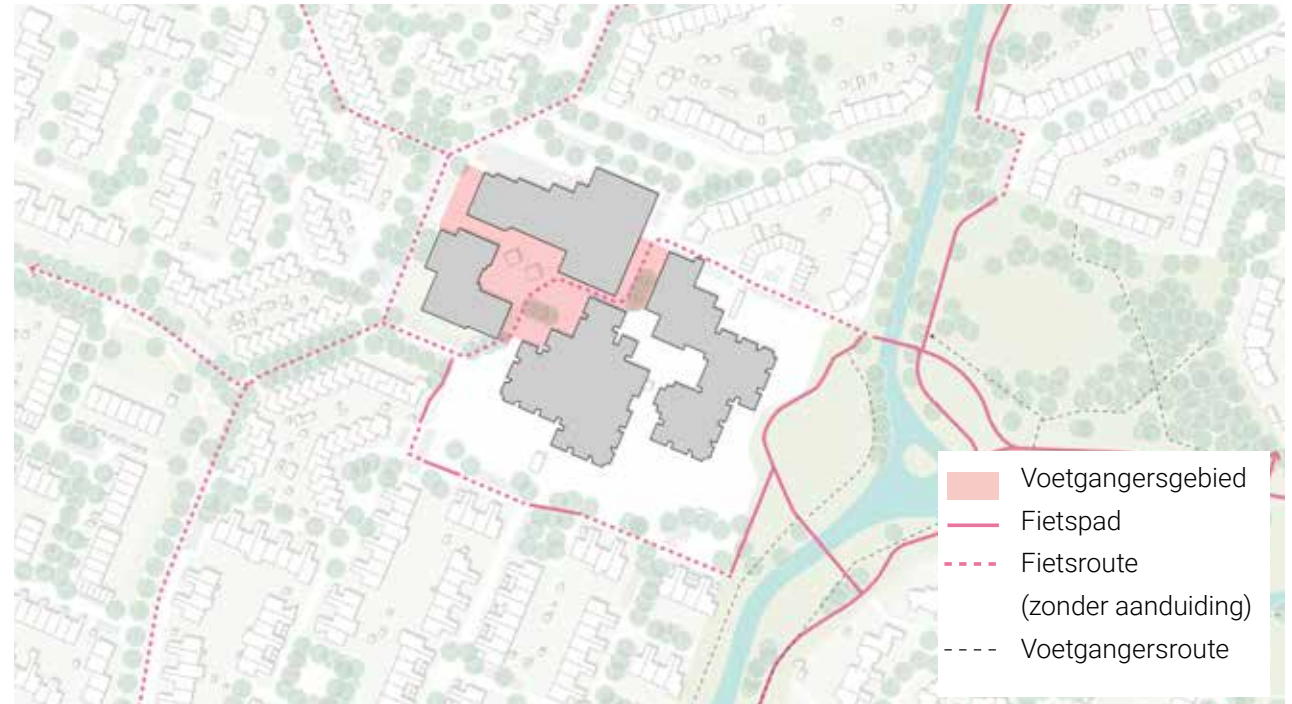 Voetgangersgebied
Fietspad
Fietsroute
(zonder aanduiding)
Voetgangersroute